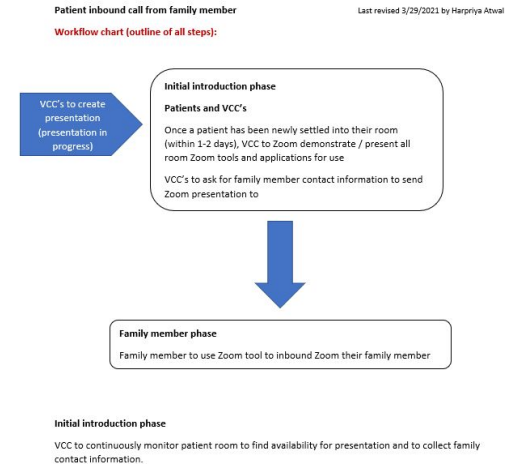 Patient inbound call from family member
Last revised 3/29/2021 by Harpriya Atwal
Workflow chart (outline of all steps):
VCC's to create
presentation
(presentation in
progress)
Initial introduction phase
Patients and VCC's
Once a patient has been newly settled into their room
(within 1-2 days), VCC to Zoom demonstrate / present all
room Zoom tools and applications for use
VCC's to ask for family member contact information to send
Zoom presentation to
Family member phase
Family member to use Zoom tool to inbound Zoom their family member
Initial introduction phase
VCC to continuously monitor patient room to find availability for presentation and to collect family
contact information.